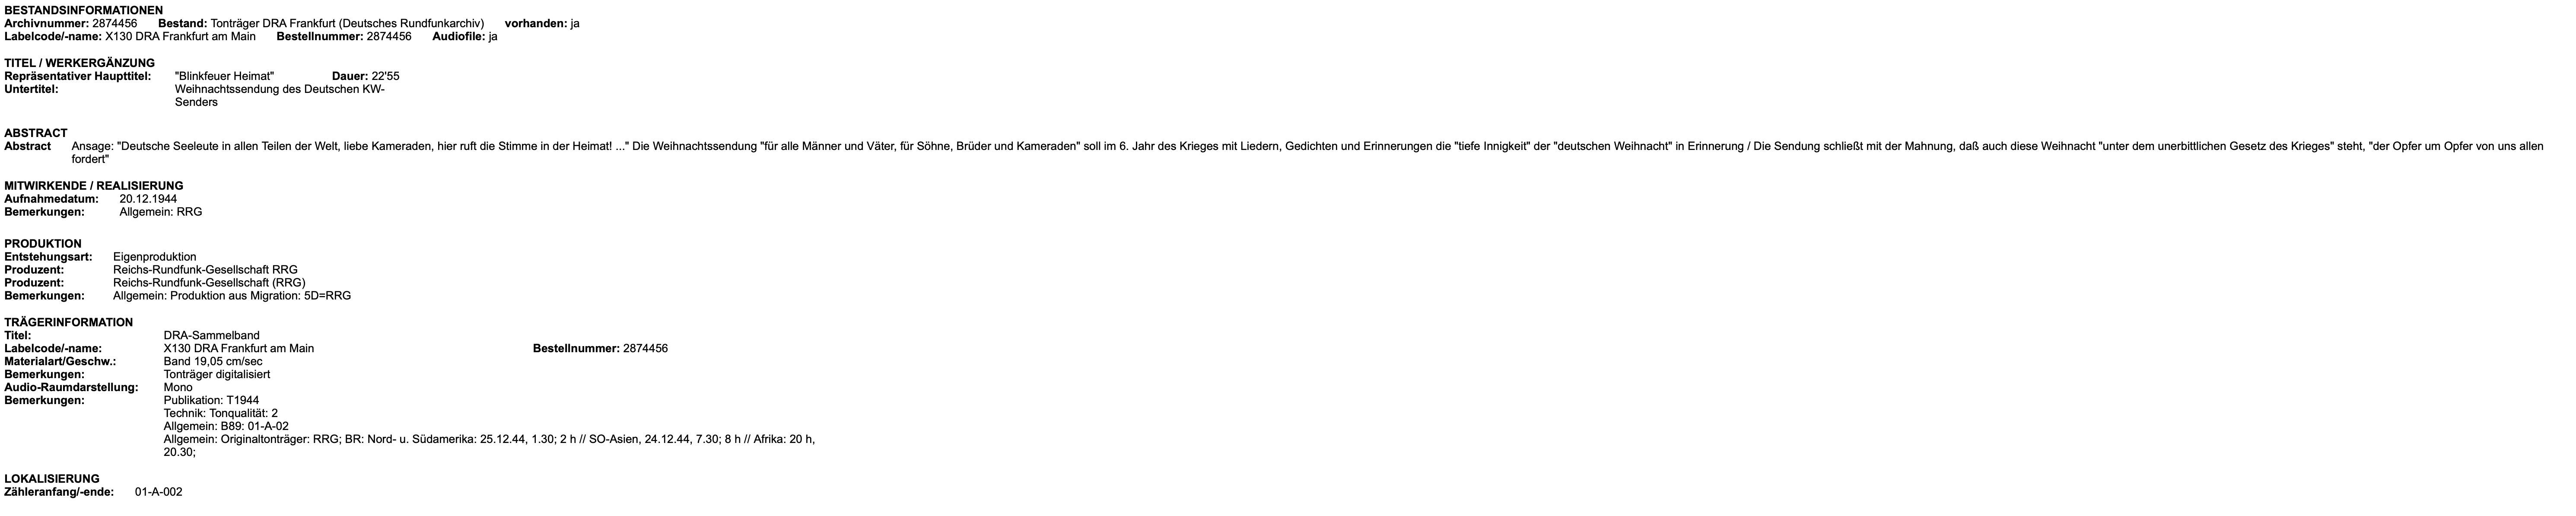 BESTANDSINFORMATIONEN
Archivnummer: 2874456 Bestand: Tonträger DRA Frankfurt (Deutsches Rundfunkarchiv) vorhanden: ja
Labelcode/-name: X130 DRA Frankfurt am Main Bestellnummer: 2874456 Audiofile: ja
TITEL / WERKERGÄNZUNG
Repräsentativer Haupttitel: "Blinkfeuer Heimat" Dauer: 22'55
Untertitel: Weihnachtssendung des Deutschen KW-
Senders
ABSTRACT
Abstract Ansage: "Deutsche Seeleute in allen Teilen der Welt, liebe Kameraden, hier ruft die Stimme in der Heimat! ..." Die Weihnachtssendung "für alle Männer und Väter, für Söhne, Brüder und Kameraden" soll im 6. Jahr des Krieges mit Liedern, Gedichten und Erinnerungen die "tiefe Innigkeit" der "deutschen Weihnacht" in Erinnerung / Die Sendung schließt mit der Mahnung, daß auch diese Weihnacht "unter dem unerbittlichen Gesetz des Krieges" steht, "der Opfer um Opfer von uns allen
fordert"
MITWIRKENDE / REALISIERUNG
Aufnahmedatum: 20.12.1944
Bemerkungen: Allgemein: RRG
PRODUKTION
Entstehungsart: Eigenproduktion
Produzent: Reichs-Rundfunk-Gesellschaft RRG
Produzent: Reichs-Rundfunk-Gesellschaft (RRG)
Bemerkungen: Allgemein: Produktion aus Migration: 5D=RRG
TRÄGERINFORMATION
Titel: DRA-Sammelband
Labelcode/-name: X130 DRA Frankfurt am Main Bestellnummer: 2874456
Materialart/Geschw.: Band 19,05 cm/sec
Bemerkungen: Tonträger digitalisiert
Audio-Raumdarstellung: Mono
Bemerkungen: Publikation: T1944
Technik: Tonqualität: 2
Allgemein: B89: 01-A-02
Allgemein: Originaltonträger: RRG; BR: Nord- u. Südamerika: 25.12.44, 1.30; 2 h // SO-Asien, 24.12.44, 7.30; 8 h // Afrika: 20 h,
20.30;
LOKALISIERUNG
Zähleranfang/-ende: 01-A-002